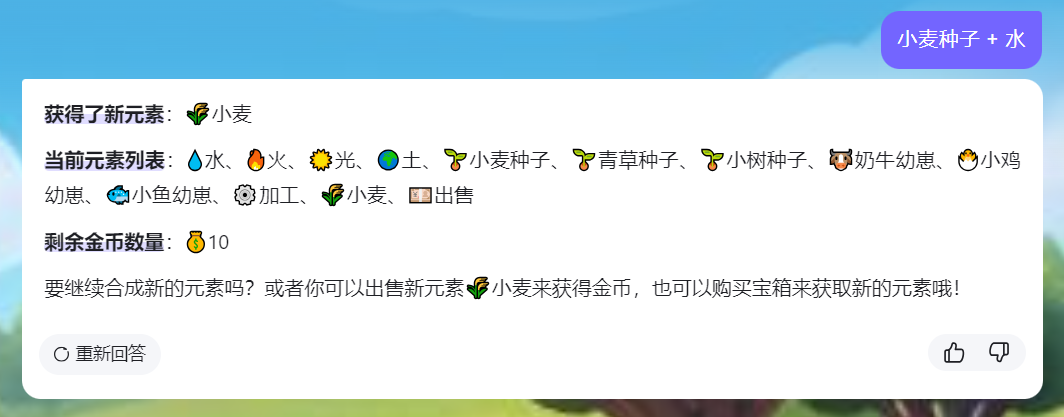 小麦种子 + 水
获得了新元素：🌾小麦
当前元素列表：💧水、🔥火、🌞光、🌍土、🌱小麦种子、🌱青草种子、🌱小树种子、🐮奶牛幼崽、🐣小鸡
幼崽、🐟小鱼幼崽、⚙️加工、🌾小麦、💴出售
剩余金币数量：💰10
要继续合成新的元素吗？或者你可以出售新元素🌾小麦来获得金币，也可以购买宝箱来获取新的元素哦！
重新回答